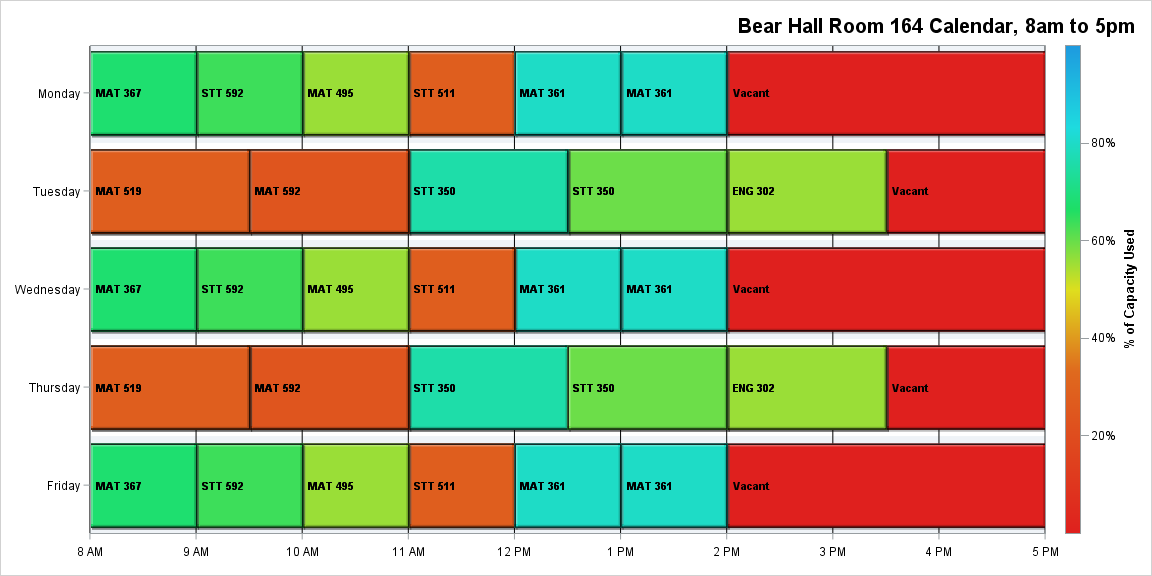 Bear Hall Room 164 Calendar, 8am to 5pm
Monday MAT 367 STT 592 MAT 495 STT 511 MAT 361 MAT 361 Vacant
Tuesday MAT 519 MAT 592 STT 350 STT 350 ENG 302 Vacant
Wednesday MAT 367 STT 592 MAT 495 STT 511 MAT 361 MAT 361 Vacant
Thursday MAT 519 MAT 592 STT 350 STT 350 ENG 302 Vacant
Friday MAT 367 STT 592 MAT 495 STT 511 MAT 361 MAT 361 Vacant
8 AM 9 AM 10 AM 11 AM 12 PM 1 PM 2 PM 3 PM 4 PM 5 PM
80%
60%
40%
20%
% of Capacity Used